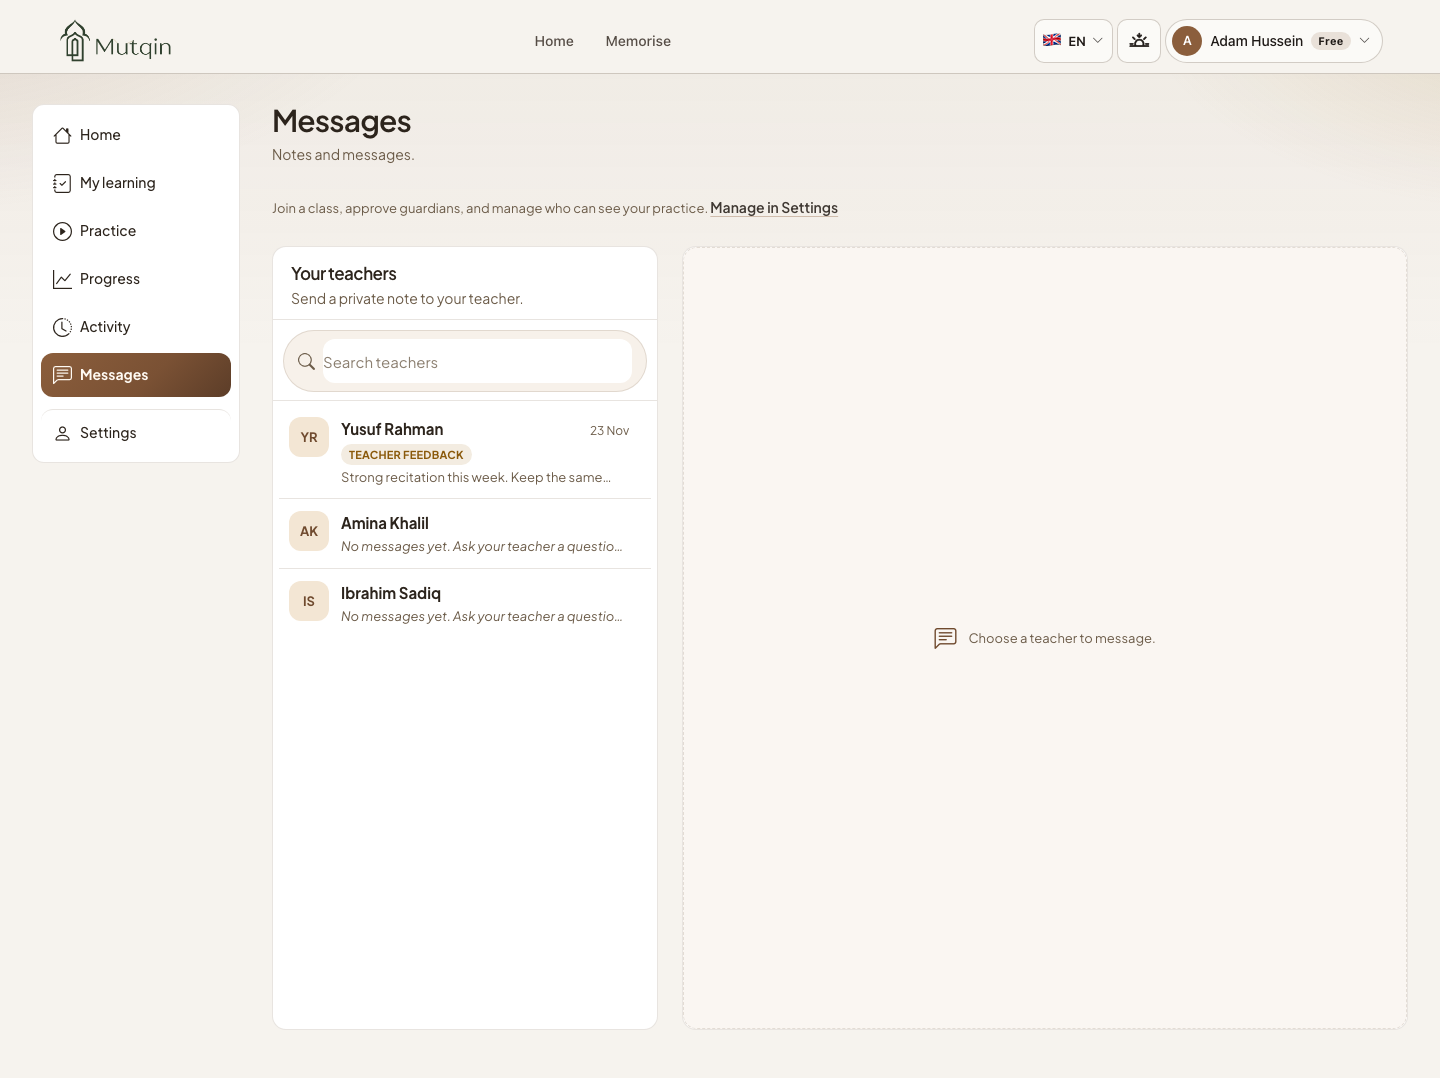 Mutqin
Home
Memorise
EN
A
Adam Hussein
Free
Home
My learning
Practice
Progress
Activity
Messages
Settings
Messages
Notes and messages.
Join a class, approve guardians, and manage who can see your practice. Manage in Settings
Your teachers
Send a private note to your teacher.
Search teachers
YR
Yusuf Rahman
23 Nov
TEACHER FEEDBACK
Strong recitation this week. Keep the same...
AK
Amina Khalil
No messages yet. Ask your teacher a questio...
IS
Ibrahim Sadiq
No messages yet. Ask your teacher a questio...
Choose a teacher to message.